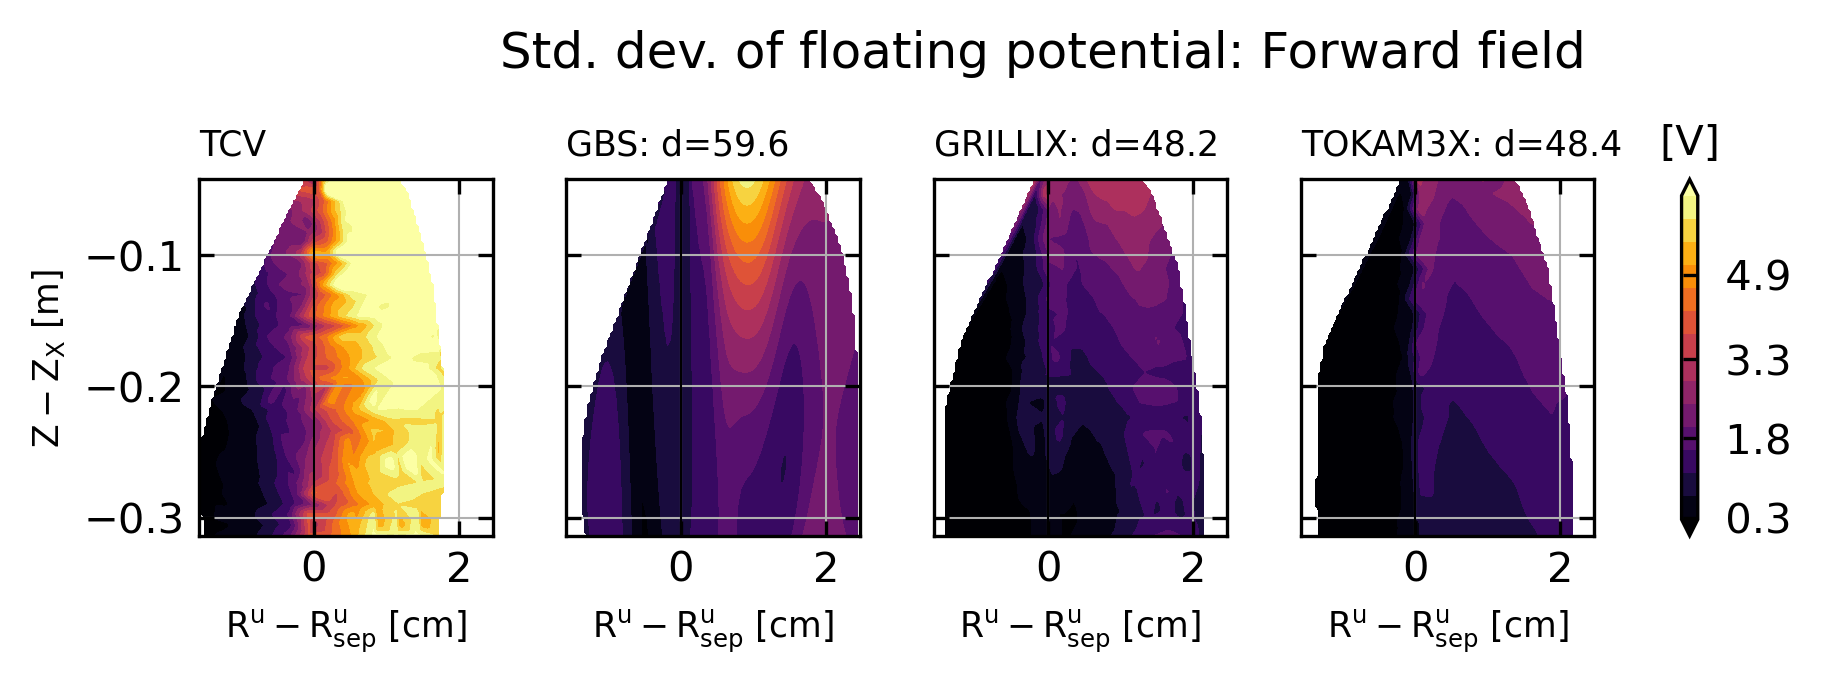 Std. dev. of floating potential: Forward field
TCV
GBS: d=59.6
GRILLIX: d=48.2
TOKAM3X: d=48.4
[V]
Z − Z_X [m]
−0.1
−0.2
−0.3
4.9
3.3
1.8
0.3
0 2
0 2
0 2
0 2
R^u − R^u_sep [cm]
R^u − R^u_sep [cm]
R^u − R^u_sep [cm]
R^u − R^u_sep [cm]